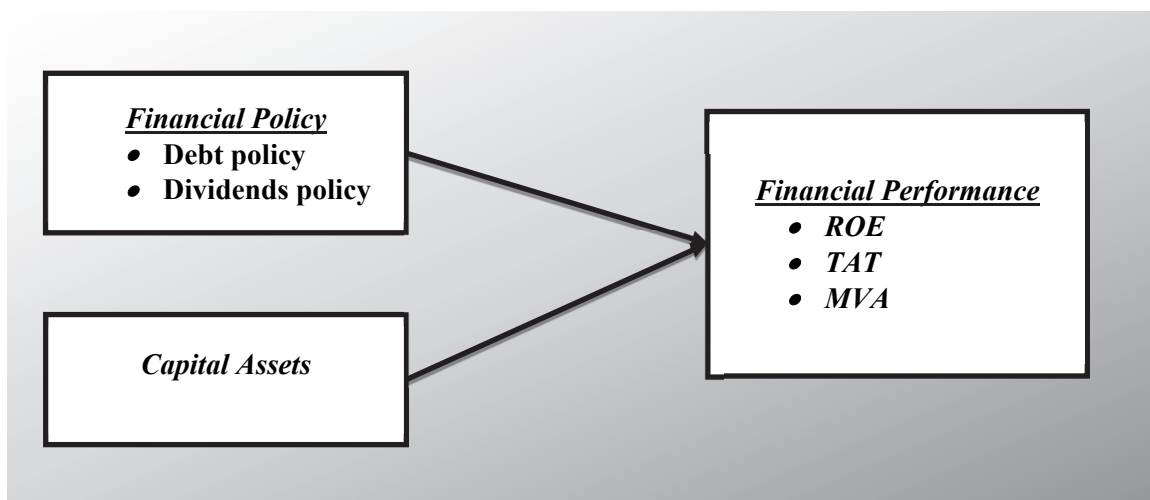 Financial Policy
• Debt policy
• Dividends policy
Capital Assets
Financial Performance
• ROE
• TAT
• MVA